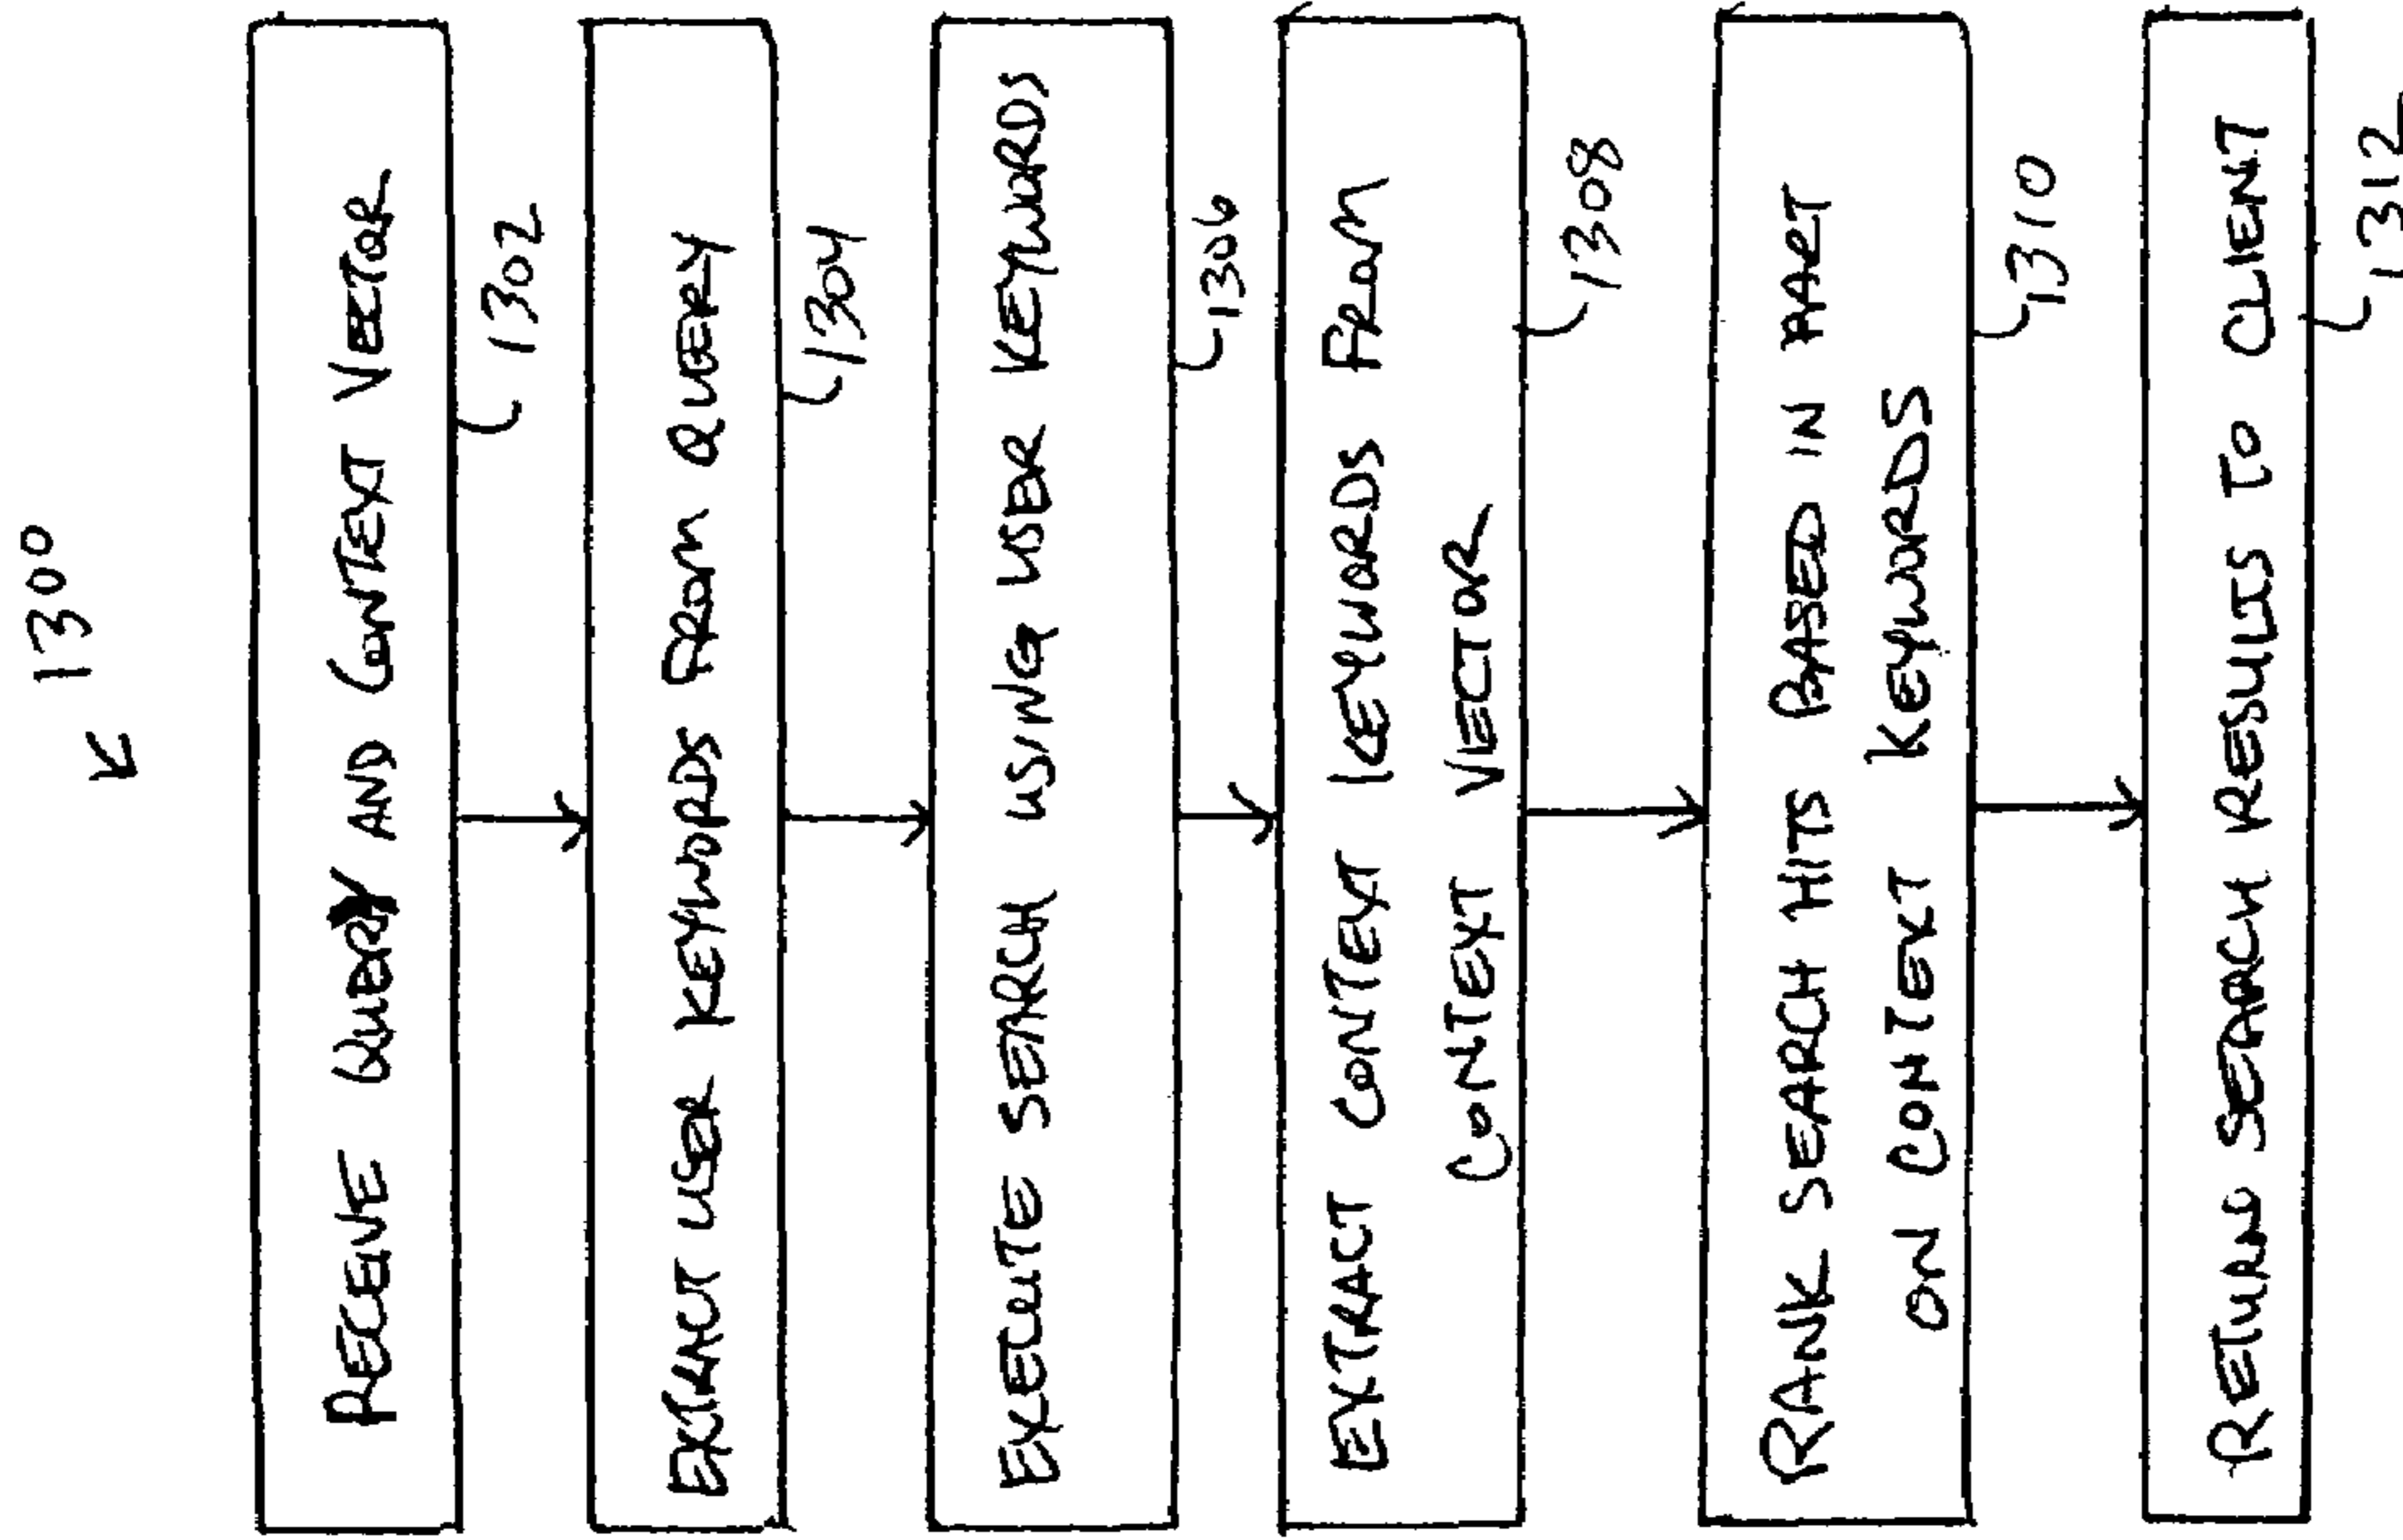 1300
RECEIVE QUERY AND CONTEXT VECTOR
1302
EXTRACT USER KEYWORDS FROM QUERY
1304
EXECUTE SEARCH USING USER KEYWORDS
1306
EXTRACT CONTEXT KEYWORDS FROM
CONTEXT VECTOR
1308
RANK SEARCH HITS BASED IN PART
ON CONTEXT KEYWORDS
1310
RETURN SEARCH RESULTS TO CLIENT
1312